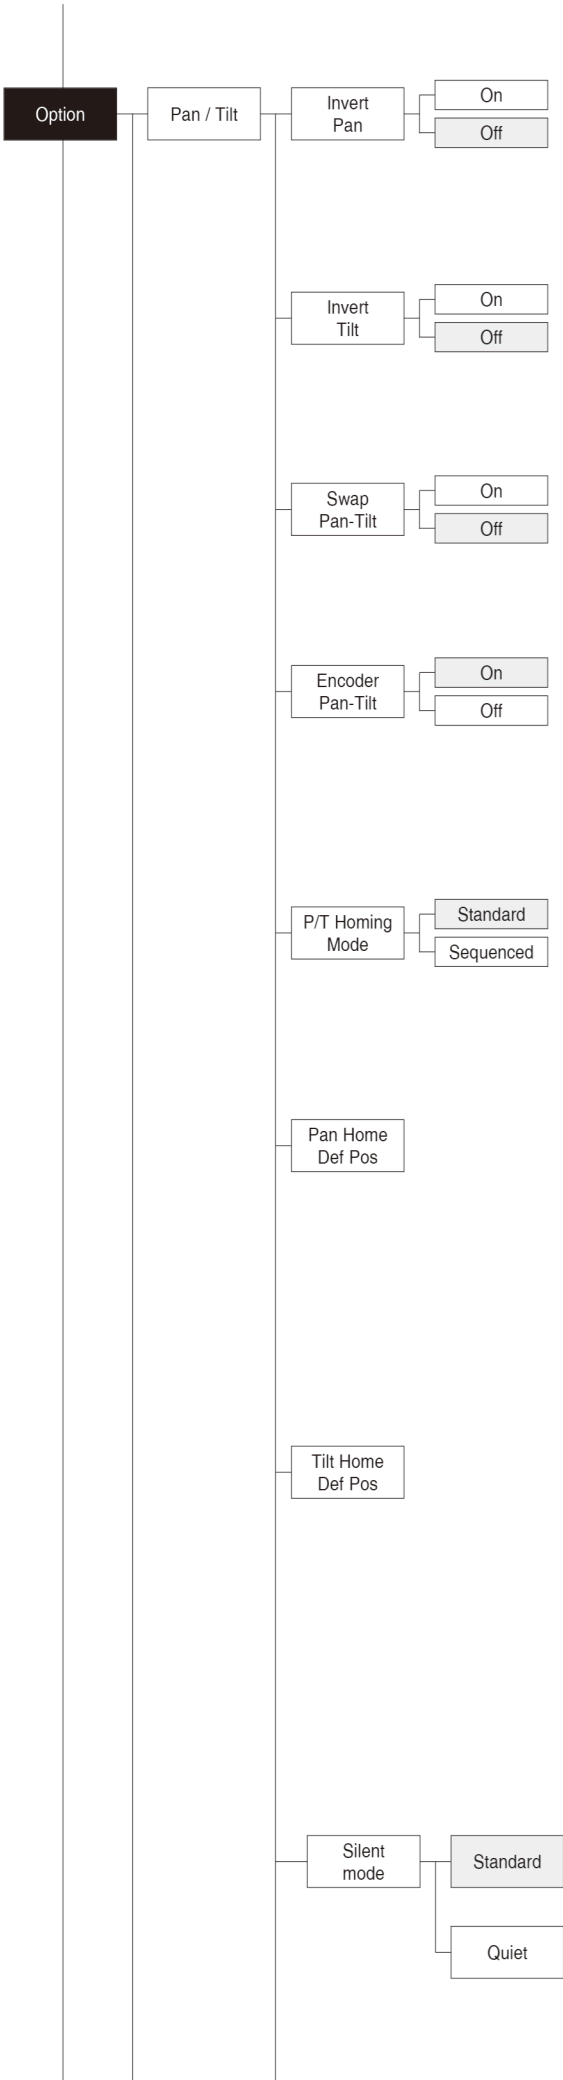 Option
Pan / Tilt
Invert
Pan
On
Off
Invert
Tilt
On
Off
Swap
Pan-Tilt
On
Off
Encoder
Pan-Tilt
On
Off
P/T Homing
Mode
Standard
Sequenced
Pan Home
Def Pos
Tilt Home
Def Pos
Silent
mode
Standard
Quiet